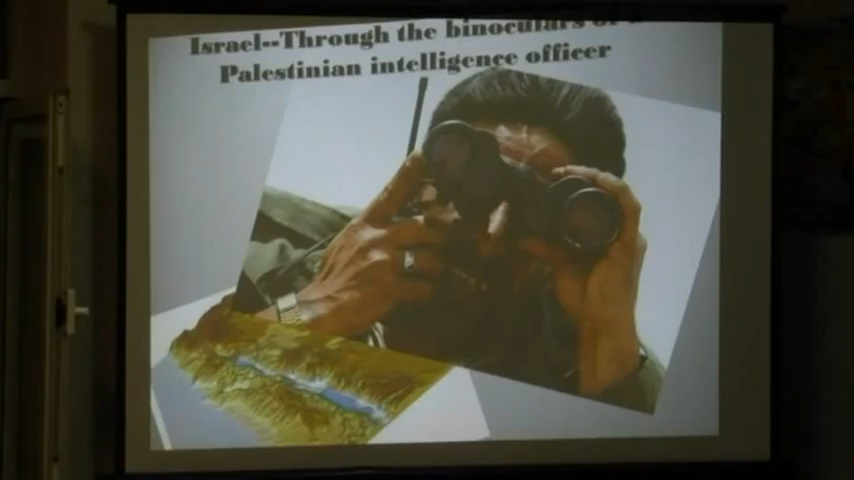 Israel--Through the binoculars of
Palestinian intelligence officer